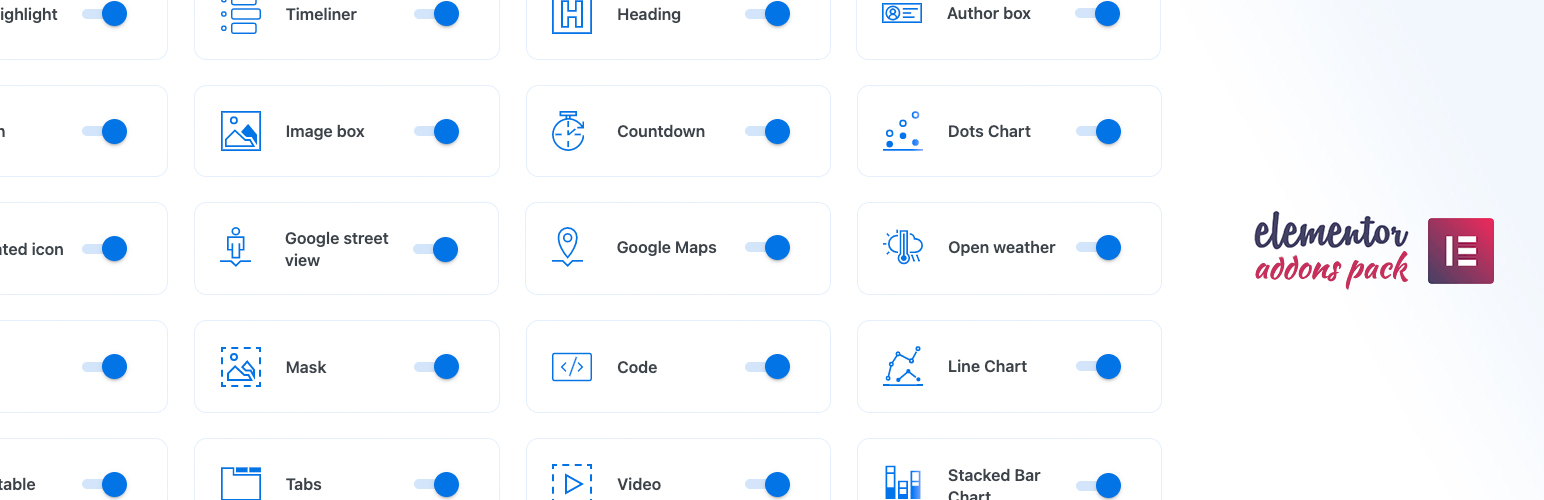 ighlight
Timeliner
Heading
Author box
n
Image box
Countdown
Dots Chart
ated icon
Google street
view
Google Maps
Open weather
Mask
Code
</>
Line Chart
table
Tabs
Video
Stacked Bar
Chart
elementor
addons pack